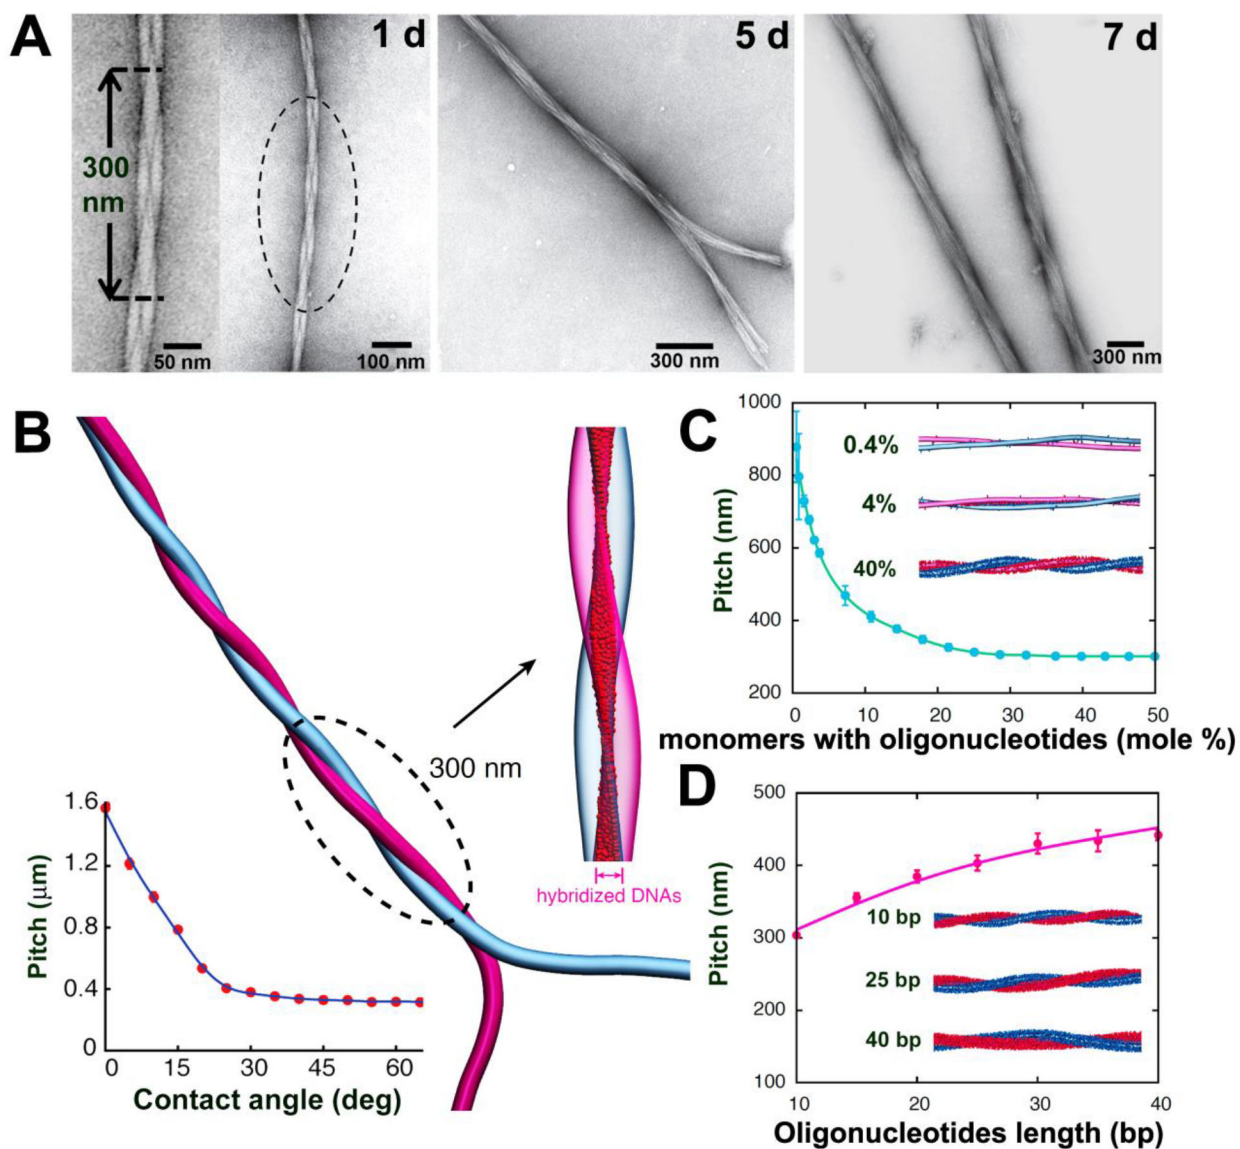 A
1 d
5 d
7 d
300
nm
50 nm
100 nm
300 nm
300 nm
B
300 nm
hybridized DNAs
1.6
1.2
0.8
0.4
0
Pitch (μm)
0 15 30 45 60
Contact angle (deg)
C
1000
800
600
400
200
Pitch (nm)
0.4%
4%
40%
0 10 20 30 40 50
monomers with oligonucleotides (mole %)
D
500
400
300
200
100
Pitch (nm)
10 bp
25 bp
40 bp
10 20 30 40
Oligonucleotides length (bp)